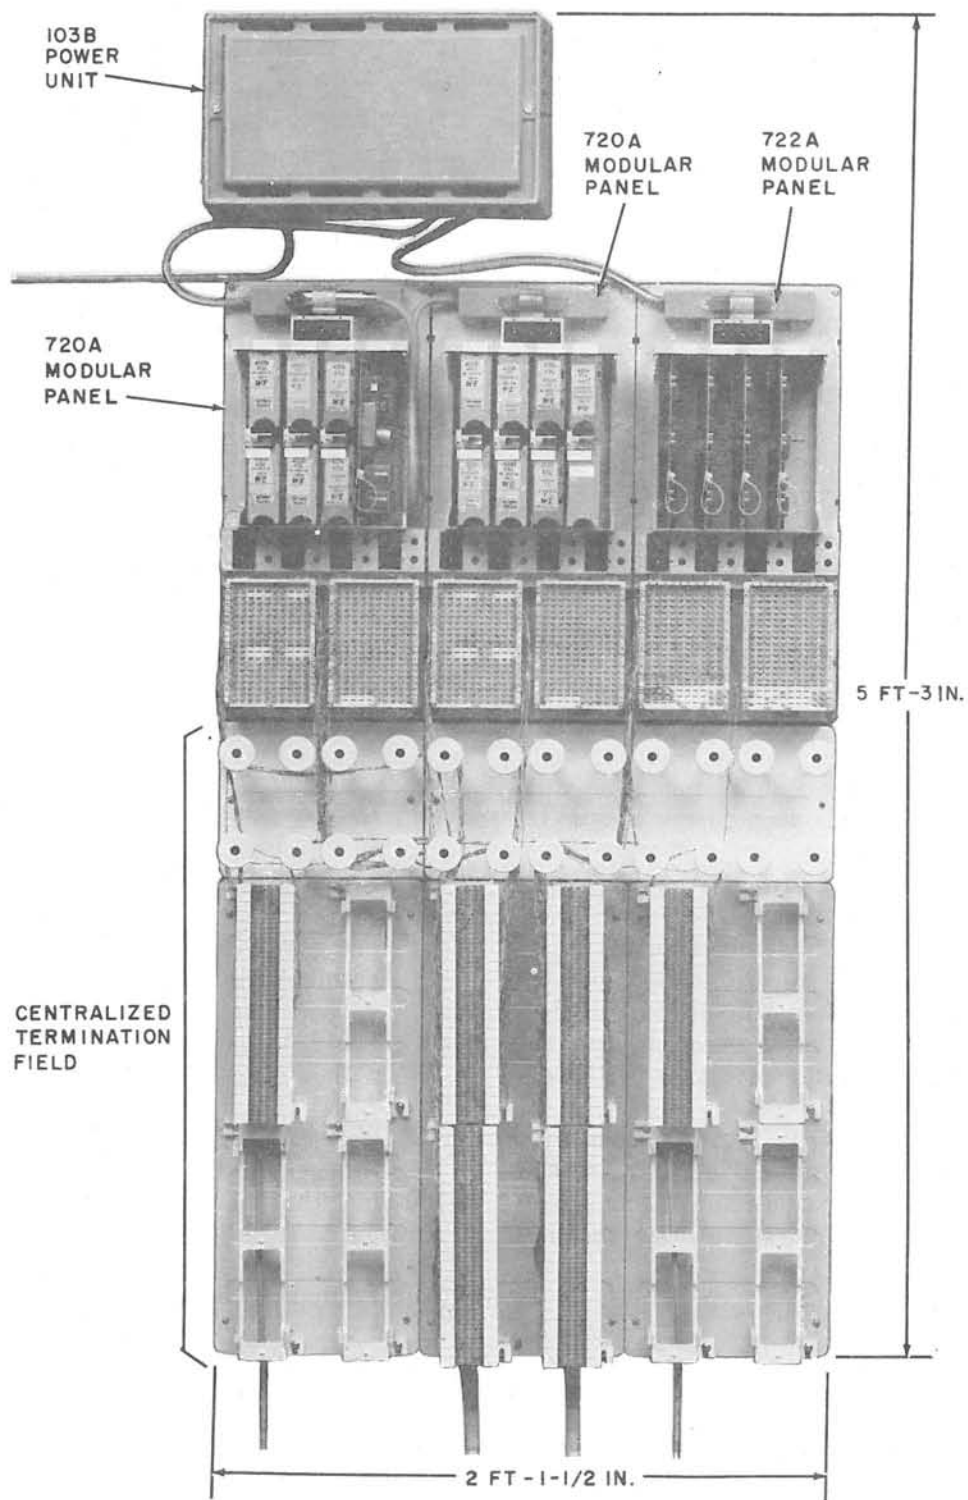 103B
POWER
UNIT
720A
MODULAR
PANEL
722A
MODULAR
PANEL
720A
MODULAR
PANEL
5 FT-3 IN.
CENTRALIZED
TERMINATION
FIELD
2 FT-1-1/2 IN.